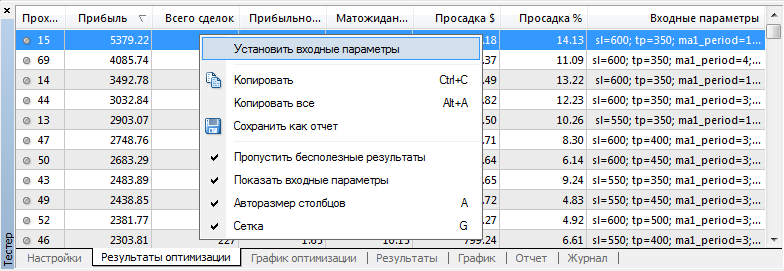 Прох... Прибыль Всего сделок Прибыльно... Матожидан... Просадка $ Просадка % Входные параметры
15 5379.22 .18 14.13 sl=600; tp=350; ma1_period=1...
Установить входные параметры
69 4085.74 .37 11.09 sl=600; tp=350; ma1_period=4;...
14 3492.78 .49 13.22 sl=550; tp=350; ma1_period=1...
Копировать Ctrl+C
44 3032.84 .82 12.23 sl=600; tp=350; ma1_period=3;...
Копировать все Alt+A
13 2903.07 .50 10.26 sl=550; tp=350; ma1_period=1...
Сохранить как отчет
47 2748.76 .71 8.30 sl=600; tp=400; ma1_period=3;...
50 2683.29 .64 6.14 sl=600; tp=450; ma1_period=3;...
Пропустить бесполезные результаты
43 2483.89 .65 9.24 sl=550; tp=350; ma1_period=3;...
Показать входные параметры
49 2438.85 .72 4.83 sl=550; tp=450; ma1_period=3;...
Авторазмер столбцов A
52 2381.77 .27 4.92 sl=600; tp=500; ma1_period=3;...
Сетка G
46 2303.81 227 1.65 10.15 799.24 6.61 sl=550; tp=400; ma1_period=3;...
Тестер
Настройки Результаты оптимизации График оптимизации Результаты График Отчет Журнал